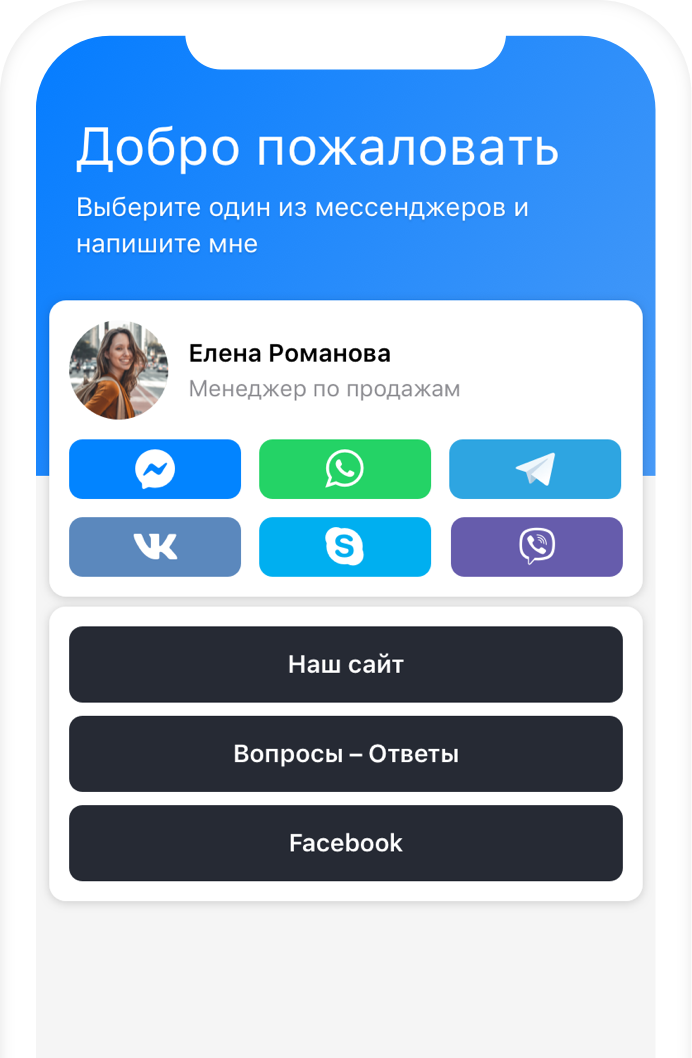 Добро пожаловать
Выберите один из мессенджеров и
напишите мне
Елена Романова
Менеджер по продажам
Наш сайт
Вопросы – Ответы
Facebook